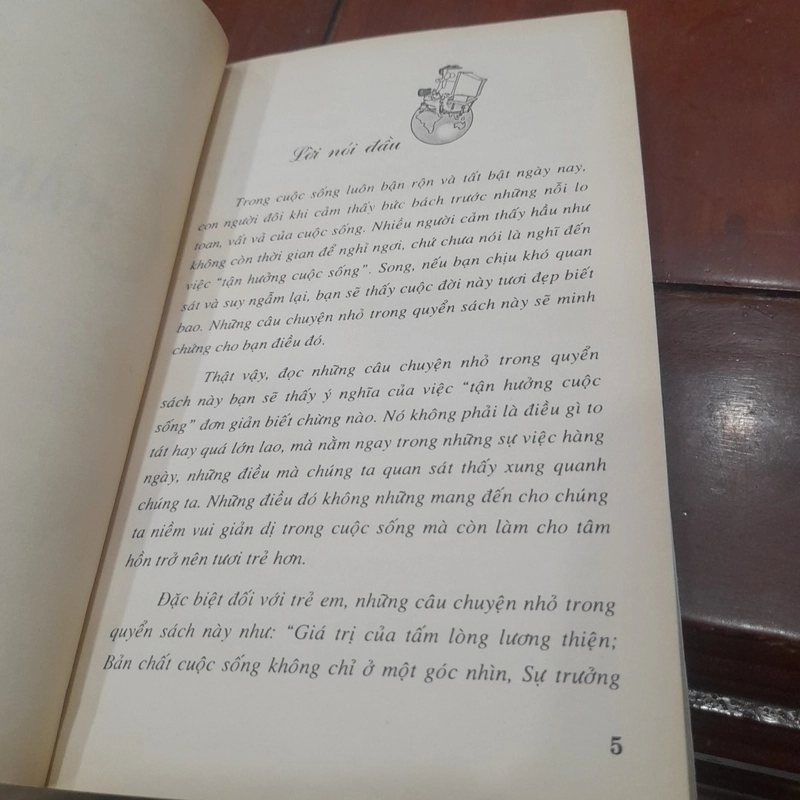 Lời nói đầu
Trong cuộc sống luôn bận rộn và tất bật ngày nay,
con người đôi khi cảm thấy bức bách trước những nỗi lo
toan, vất vả của cuộc sống. Nhiều người cảm thấy hầu như
không còn thời gian để nghỉ ngơi, chứ chưa nói là nghĩ đến
việc “tận hưởng cuộc sống”. Song, nếu bạn chịu khó quan
sát và suy ngẫm lại, bạn sẽ thấy cuộc đời này tươi đẹp biết
bao. Những câu chuyện nhỏ trong quyển sách này sẽ minh
chứng cho bạn điều đó.
Thật vậy, đọc những câu chuyện nhỏ trong quyển
sách này bạn sẽ thấy ý nghĩa của việc “tận hưởng cuộc
sống” đơn giản biết chừng nào. Nó không phải là điều gì to
tát hay quá lớn lao, mà nằm ngay trong những sự việc hàng
ngày, những điều mà chúng ta quan sát thấy xung quanh
chúng ta. Những điều đó không những mang đến cho chúng
ta niềm vui giản dị trong cuộc sống mà còn làm cho tâm
hồn trở nên tươi trẻ hơn.
Đặc biệt đối với trẻ em, những câu chuyện nhỏ trong
quyển sách này như: “Giá trị của tấm lòng lương thiện;
Bản chất cuộc sống không chỉ ở một góc nhìn, Sự trưởng
5